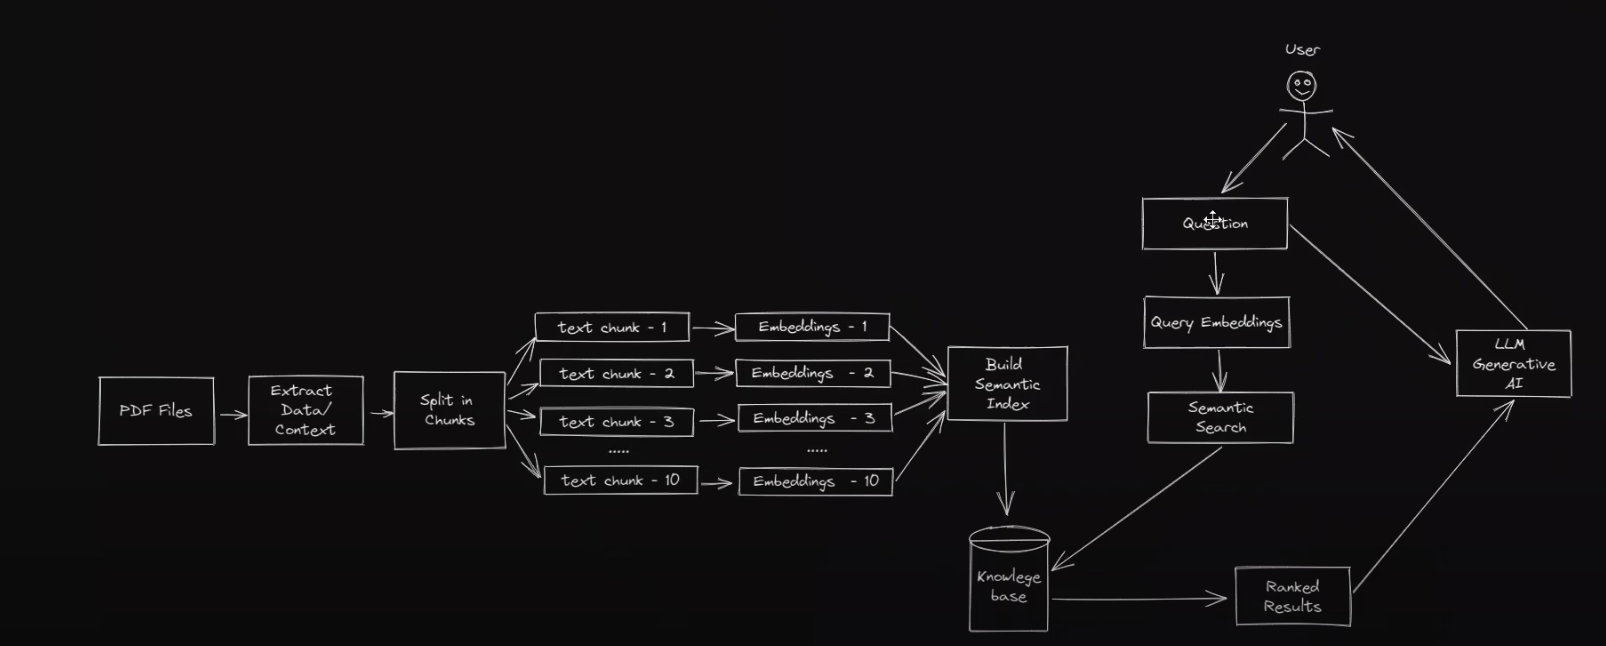 User
Question
Query Embeddings
Semantic
Search
LLM
Generative
AI
PDF Files
Extract
Data/
Context
Split in
Chunks
text chunk - 1
Embeddings - 1
text chunk - 2
Embeddings - 2
text chunk - 3
Embeddings - 3
.....
.....
text chunk - 10
Embeddings - 10
Build
Semantic
Index
Knowlege
base
Ranked
Results